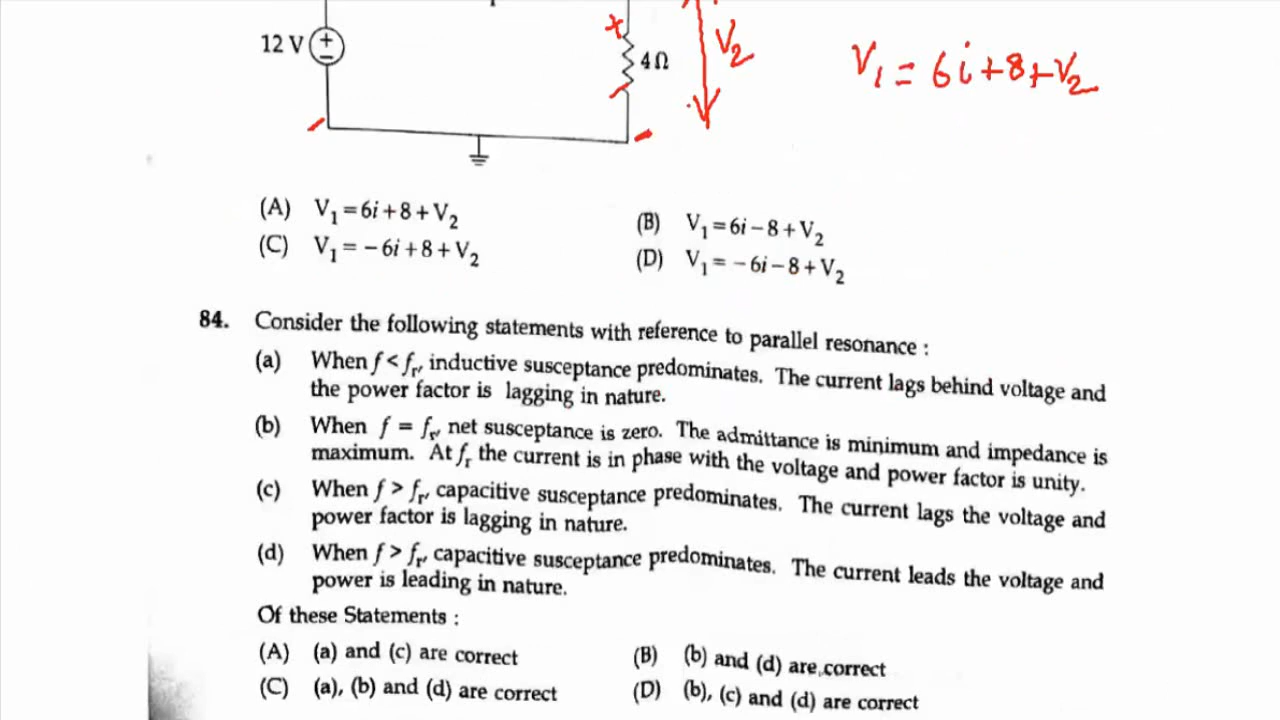 12 V
+
4Ω
V₂
V₁ = 6i+8+V₂
(A) V₁ = 6i + 8 + V₂
(B) V₁ = 6i – 8 + V₂
(C) V₁ = – 6i + 8 + V₂
(D) V₁ = – 6i – 8 + V₂
84. Consider the following statements with reference to parallel resonance :
(a) When f < fᵣ, inductive susceptance predominates. The current lags behind voltage and
the power factor is lagging in nature.
(b) When f = fᵣ, net susceptance is zero. The admittance is minimum and impedance is
maximum. At fᵣ the current is in phase with the voltage and power factor is unity.
(c) When f > fᵣ, capacitive susceptance predominates. The current lags the voltage and
power factor is lagging in nature.
(d) When f > fᵣ, capacitive susceptance predominates. The current leads the voltage and
power is leading in nature.
Of these Statements :
(A) (a) and (c) are correct
(B) (b) and (d) are correct
(C) (a), (b) and (d) are correct
(D) (b), (c) and (d) are correct